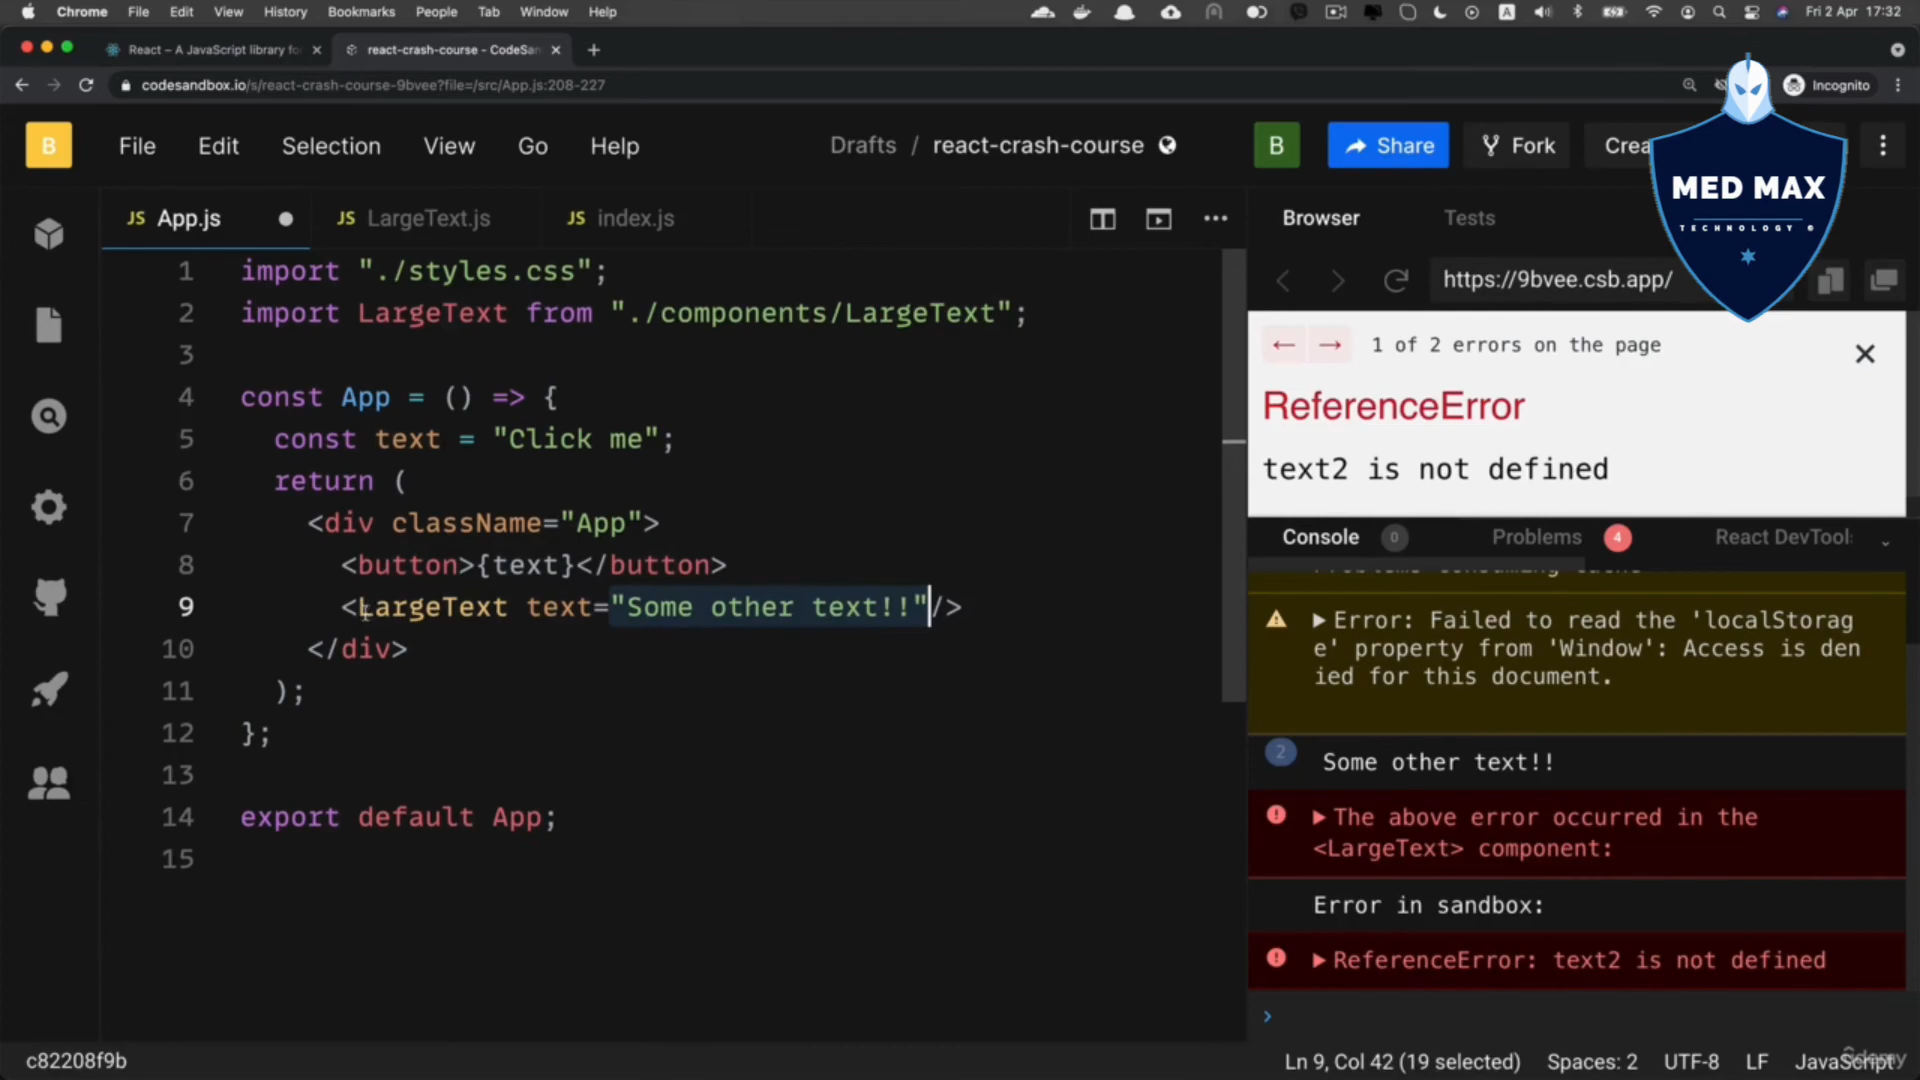 Chrome File Edit View History Bookmarks People Tab Window Help Fri 2 Apr 17:32
React – A JavaScript library fo
react-crash-course - CodeSan
codesandbox.io/s/react-crash-course-9bvee?file=/src/App.js:208-227
Incognito
B File Edit Selection View Go Help
Drafts / react-crash-course
B Share Fork Crea
MED MAX
TECHNOLOGY ©
JS App.js
JS LargeText.js
JS index.js
Browser Tests
https://9bvee.csb.app/
1 import "./styles.css";
2 import LargeText from "./components/LargeText";
3
4 const App = () => {
5 const text = "Click me";
6 return (
7 <div className="App">
8 <button>{text}</button>
9 <LargeText text="Some other text!!"/>
10 </div>
11 );
12 };
13
14 export default App;
15
← → 1 of 2 errors on the page
ReferenceError
text2 is not defined
Console 0 Problems 4 React DevTool
▶Error: Failed to read the 'localStorag
e' property from 'Window': Access is den
ied for this document.
2 Some other text!!
▶The above error occurred in the
<LargeText> component:
Error in sandbox:
▶ReferenceError: text2 is not defined
c82208f9b
Ln 9, Col 42 (19 selected) Spaces: 2 UTF-8 LF JavaScript
ûdemy